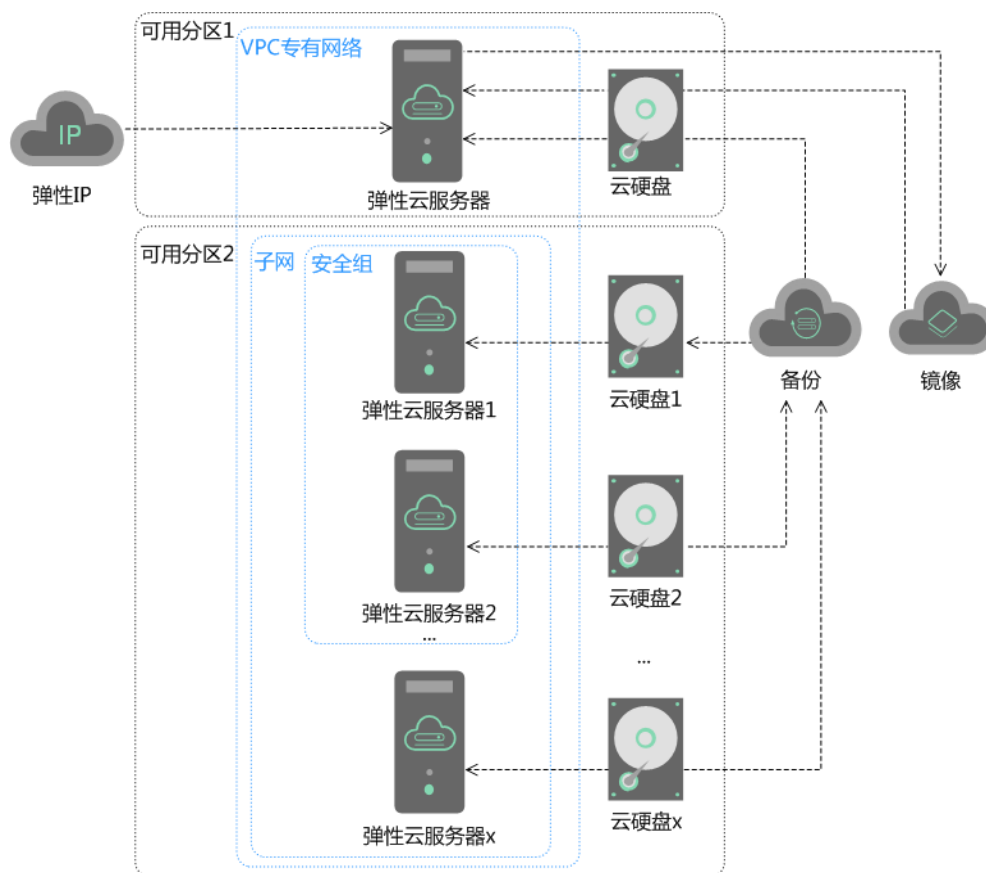 可用分区1
VPC专有网络
IP
弹性IP
弹性云服务器
云硬盘
可用分区2
子网
安全组
弹性云服务器1
云硬盘1
备份
镜像
弹性云服务器2
云硬盘2
...
...
弹性云服务器x
云硬盘x